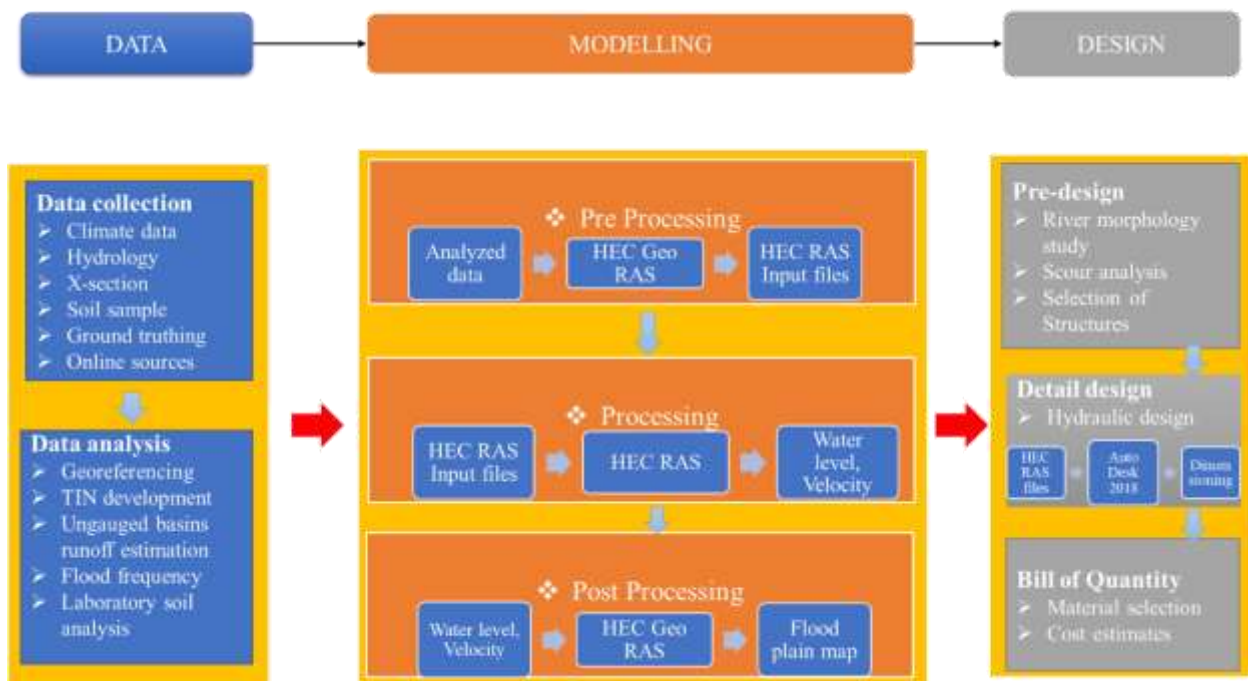 DATA
MODELLING
DESIGN
Data collection
➢ Climate data
➢ Hydrology
➢ X-section
➢ Soil sample
➢ Ground truthing
➢ Online sources
Data analysis
➢ Georeferencing
➢ TIN development
➢ Ungauged basins
runoff estimation
➢ Flood frequency
➢ Laboratory soil
analysis
❖ Pre Processing
Analyzed
data
HEC Geo
RAS
HEC RAS
Input files
❖ Processing
HEC RAS
Input files
HEC RAS
Water
level,
Velocity
❖ Post Processing
Water level,
Velocity
HEC Geo
RAS
Flood
plain map
Pre-design
➢ River morphology
study
➢ Scour analysis
➢ Selection of
Structures
Detail design
➢ Hydraulic design
HEC
RAS
files
Auto
Desk
2018
Bill of Quantity
➢ Material selection
➢ Cost estimates